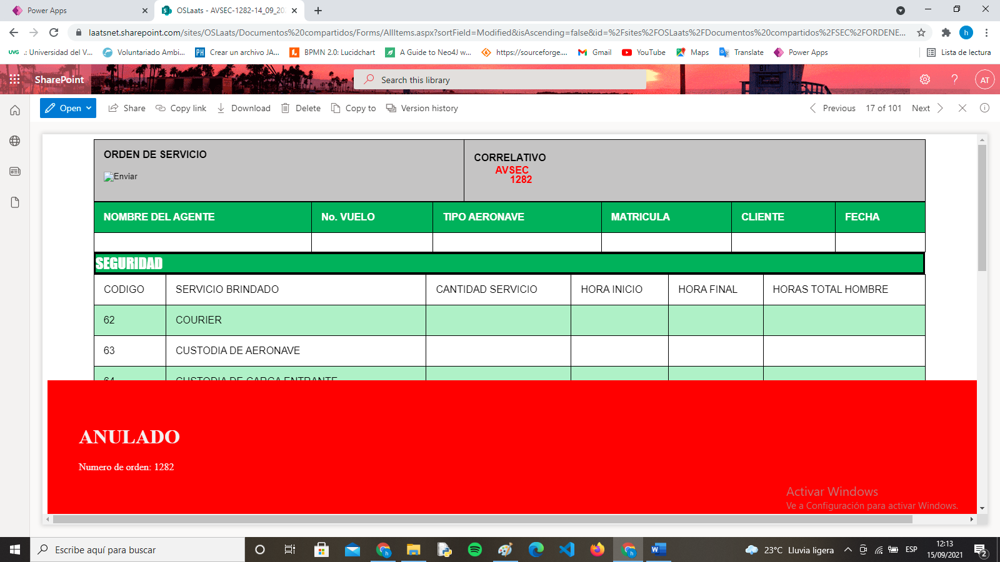 Power Apps
OSLaats - AVSEC-1282-14_09_20
laatsnet.sharepoint.com/sites/OSLaats/Documentos%20compartidos/Forms/AllItems.aspx?sortField=Modified&isAscending=false&id=%2Fsites%2FOSLaats%2FDocumentos%20compartidos%2FSEC%2FORDENE...
h
UVG .: Universidad del V... Voluntariado Ambi... PH Crear un archivo JA... BPMN 2.0: Lucidchart A Guide to Neo4J w... https://sourceforge.... Gmail YouTube Maps Translate Power Apps Lista de lectura
SharePoint
Search this library
AT
Open Share Copy link Download Delete Copy to Version history Previous 17 of 101 Next
ORDEN DE SERVICIO
Enviar
CORRELATIVO
AVSEC
1282
NOMBRE DEL AGENTE No. VUELO TIPO AERONAVE MATRICULA CLIENTE FECHA
SEGURIDAD
CODIGO SERVICIO BRINDADO CANTIDAD SERVICIO HORA INICIO HORA FINAL HORAS TOTAL HOMBRE
62 COURIER
63 CUSTODIA DE AERONAVE
64 CUSTODIA DE CARGA ENTRANTE
ANULADO
Numero de orden: 1282
Activar Windows
Ve a Configuración para activar Windows.
Escribe aquí para buscar
23°C Lluvia ligera
ESP
12:13
15/09/2021
2